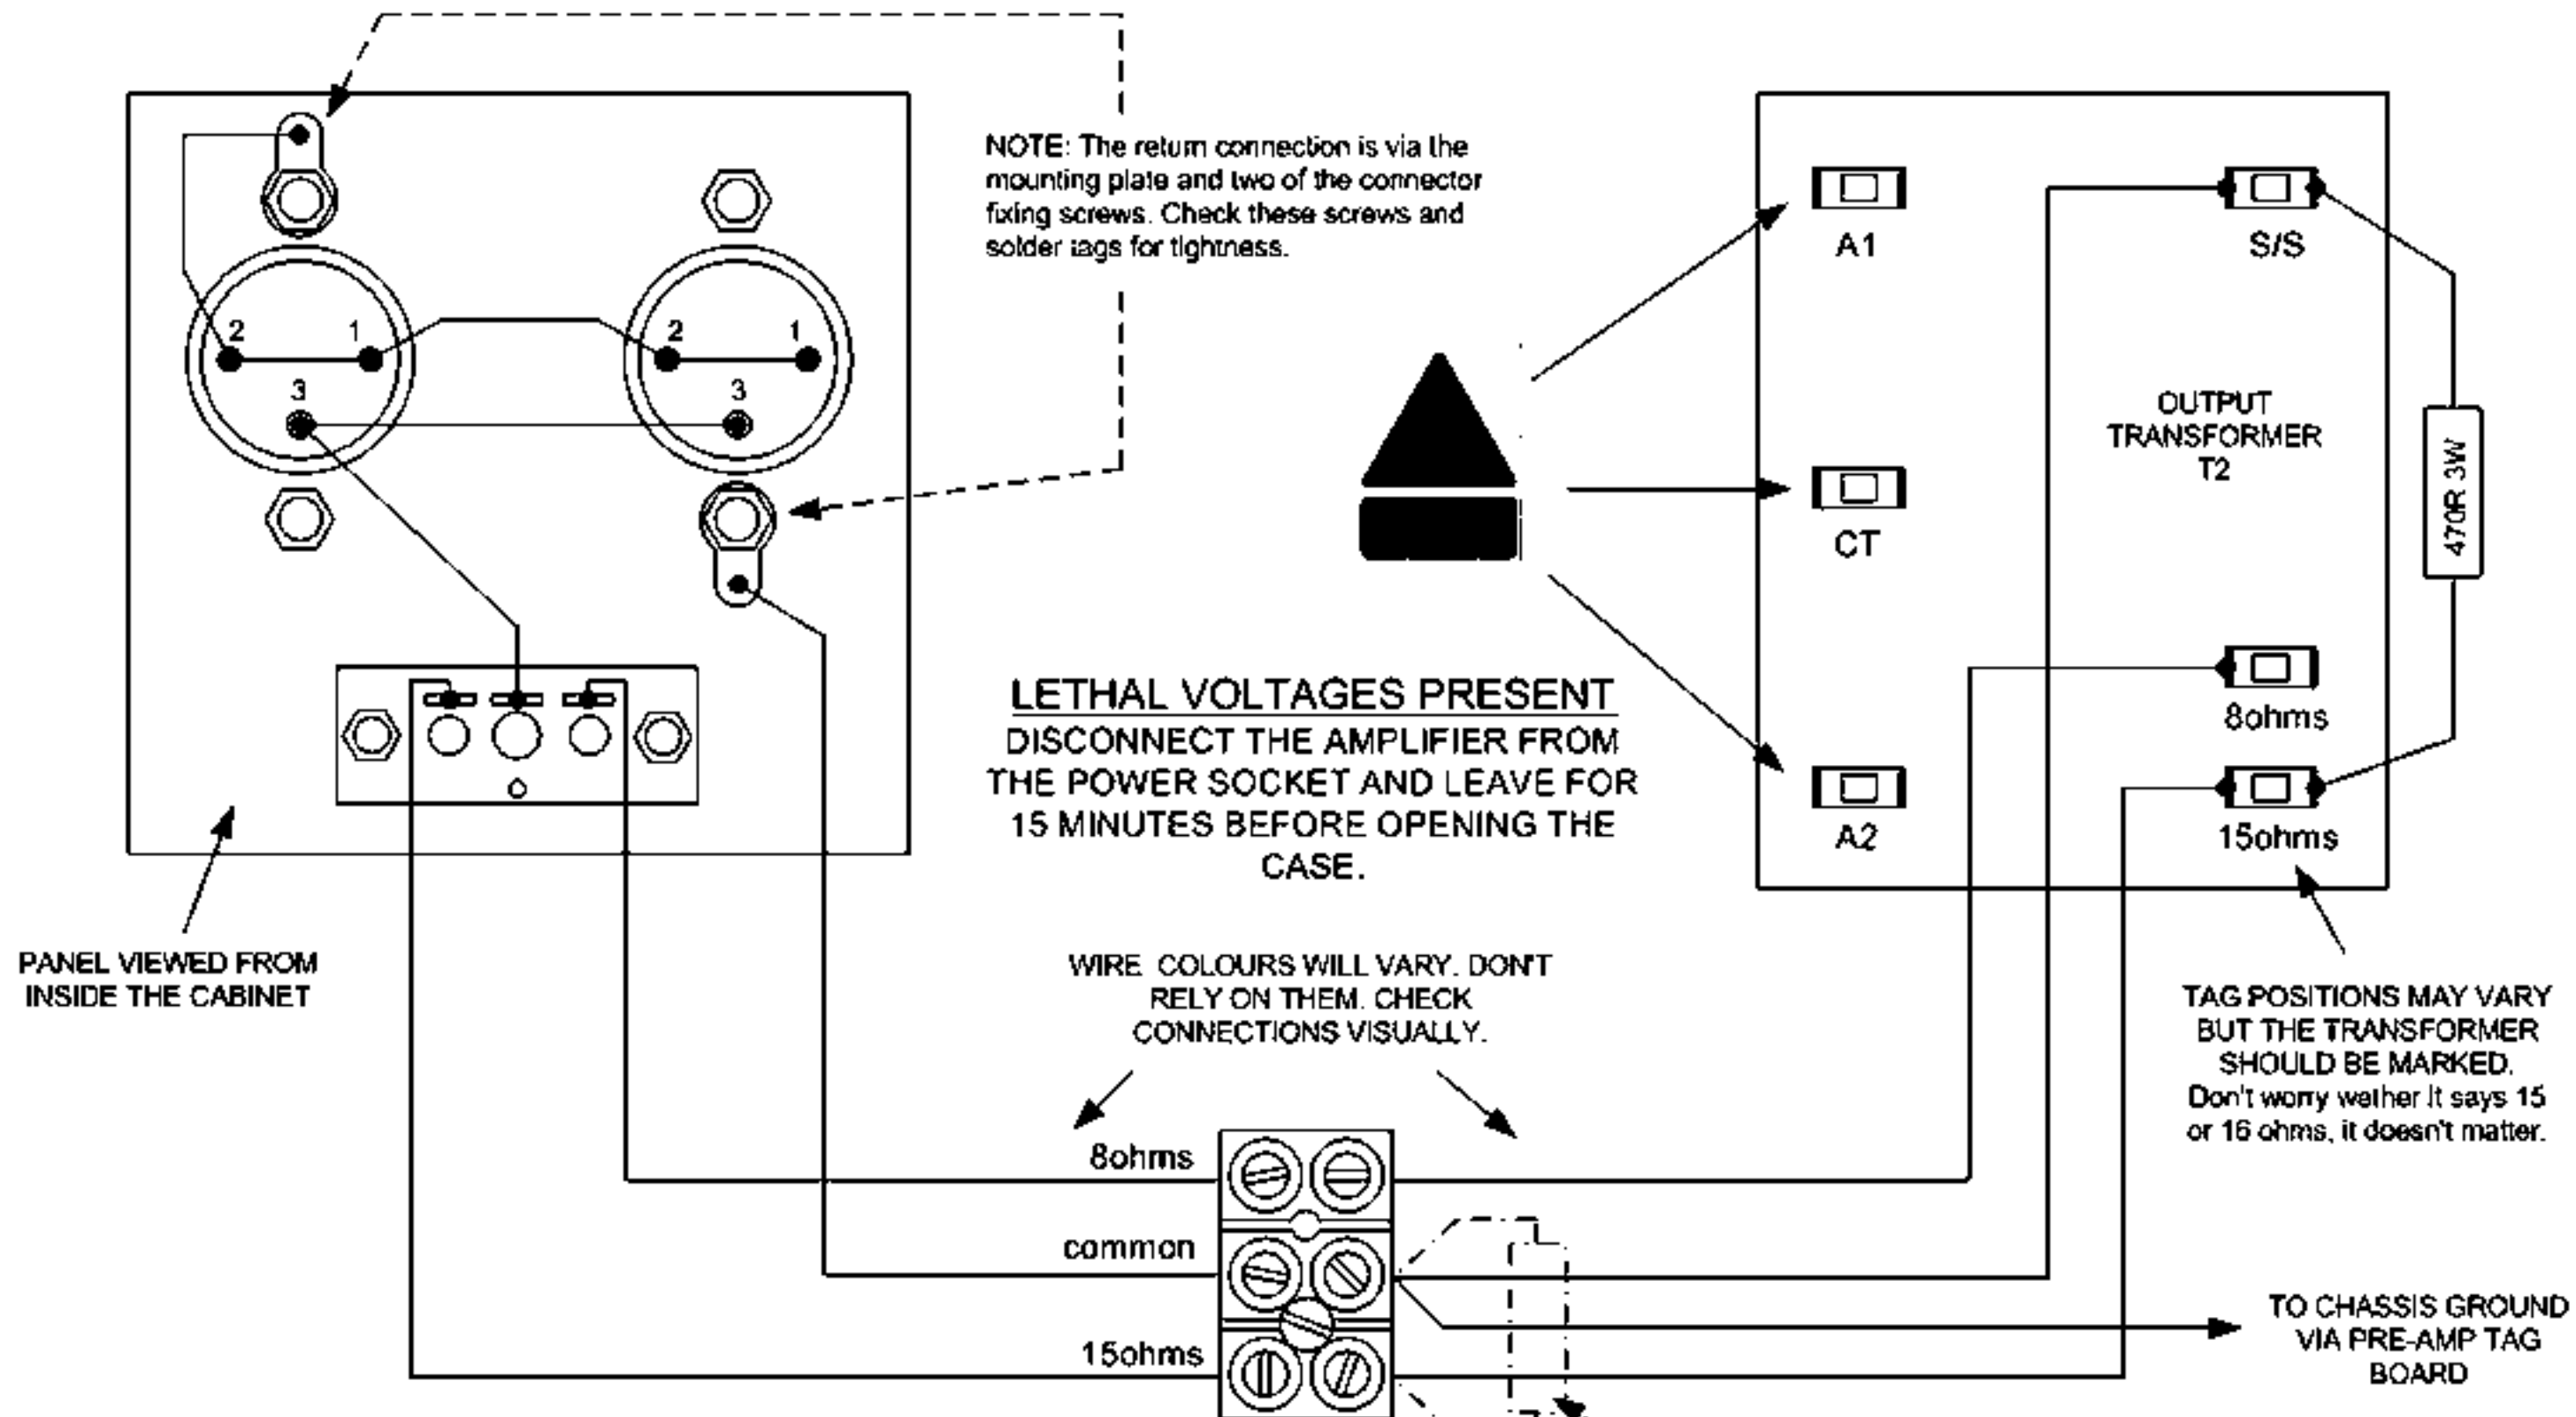 NOTE: The return connection is via the
mounting plate and two of the connector
fixing screws. Check these screws and
solder tags for tightness.
2
1
3
2
1
3
A1
S/S
OUTPUT
TRANSFORMER
T2
470R 3W
CT
8ohms
A2
15ohms
LETHAL VOLTAGES PRESENT
DISCONNECT THE AMPLIFIER FROM
THE POWER SOCKET AND LEAVE FOR
15 MINUTES BEFORE OPENING THE
CASE.
PANEL VIEWED FROM
INSIDE THE CABINET
WIRE COLOURS WILL VARY. DON'T
RELY ON THEM. CHECK
CONNECTIONS VISUALLY.
TAG POSITIONS MAY VARY
BUT THE TRANSFORMER
SHOULD BE MARKED.
Don't worry wether it says 15
or 16 ohms, it doesn't matter.
8ohms
common
15ohms
TO CHASSIS GROUND
VIA PRE-AMP TAG
BOARD